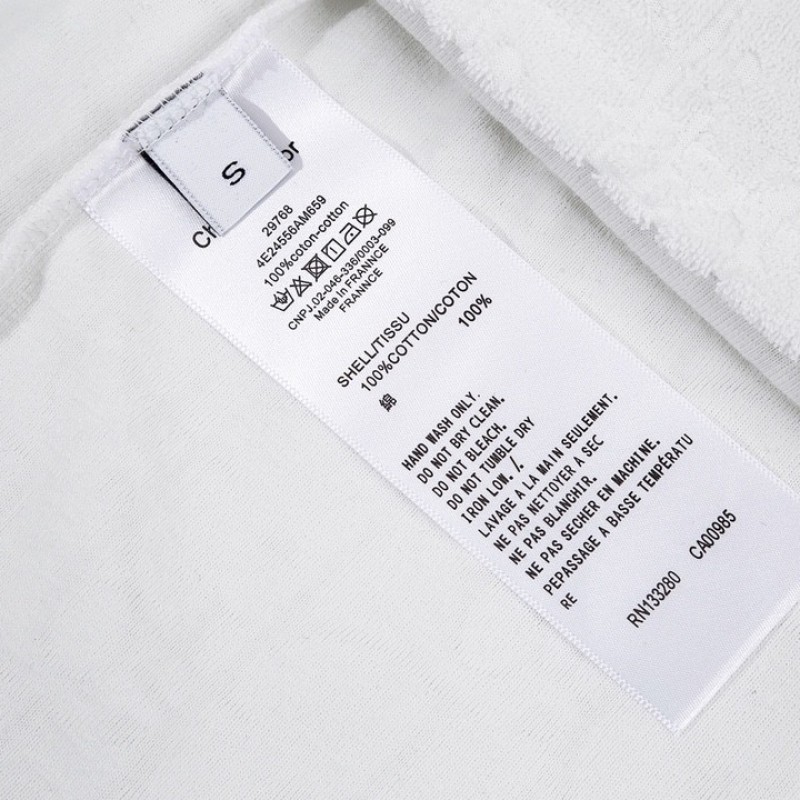 S
29768
4E24556AM659
100%coton-cotton
CNPJ.02-046-336/0003-099
Made in FRANNCE
FRANNCE
SHELL/TISSU
100%COTTON/COTON
100%
綿
HAND WASH ONLY.
DO NOT BRY CLEAN.
DO NOT BLEACH.
DO NOT TUMBLE DRY
IRON LOW. /.
LAVAGE A LA MAIN SEULEMENT.
NE PAS NETTOYER A SEC
NE PAS BLANCHIR.
NE PAS SECHER EN MACHINE.
PEPASSAGE A BASSE TEMPÉRATU
RE
RN133280 CA00985